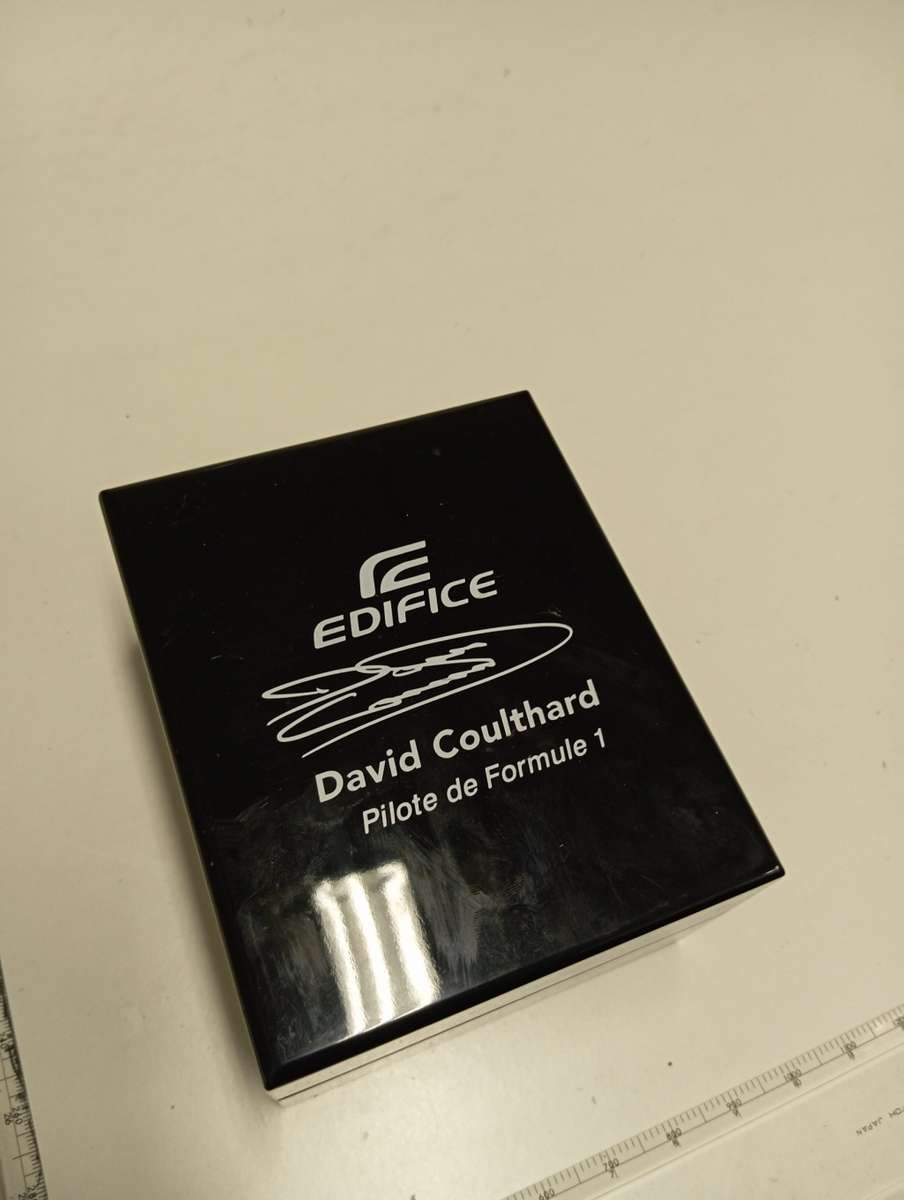 EDIFICE
David Coulthard
Pilote de Formule 1